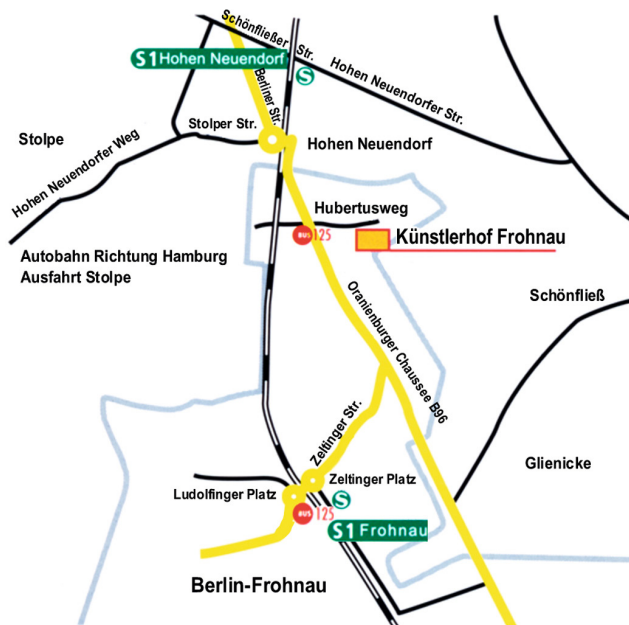 Schönfließer Str.
S1 Hohen Neuendorf
S
Hohen Neuendorfer Str.
Berliner Str.
Stolper Str.
Stolpe
Hohen Neuendorf
Hohen Neuendorfer Weg
Hubertusweg
BUS 125
Künstlerhof Frohnau
Autobahn Richtung Hamburg
Ausfahrt Stolpe
Schönfließ
Oranienburger Chaussee B96
Zeltinger Str.
Glienicke
Zeltinger Platz
Ludolfinger Platz
S
BUS 125
S1 Frohnau
Berlin-Frohnau